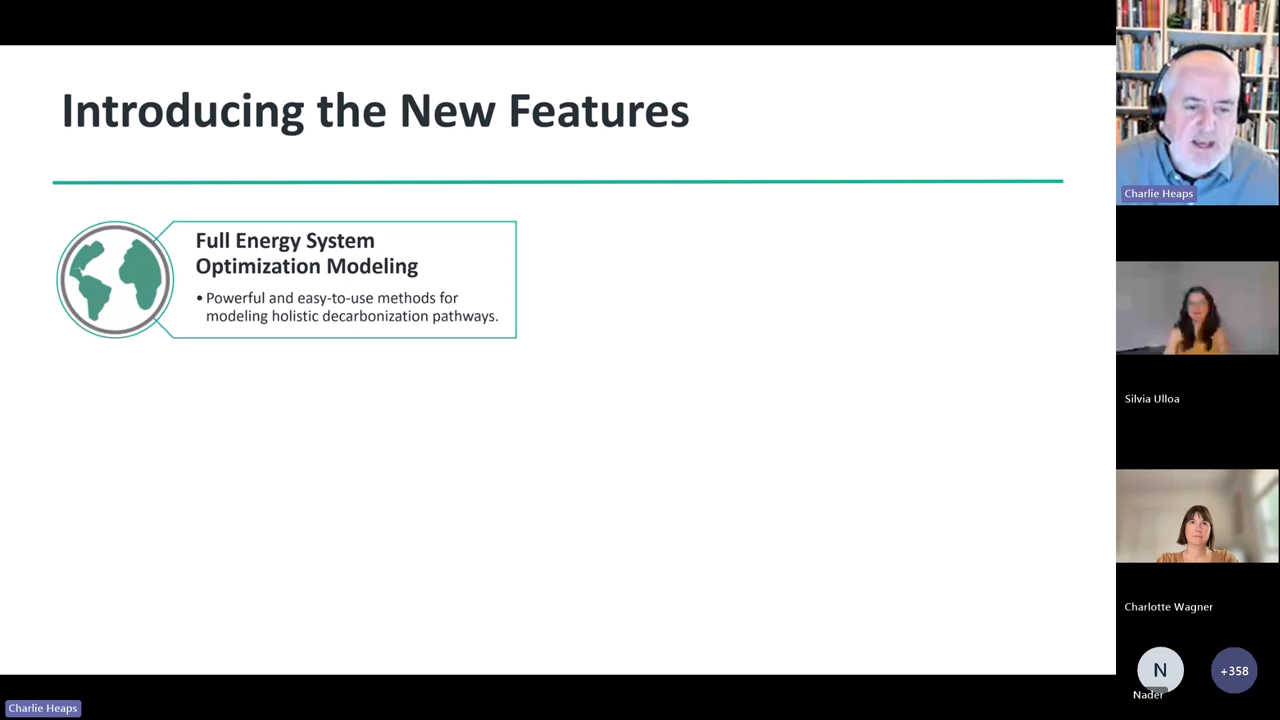 Introducing the New Features
Full Energy System
Optimization Modeling
• Powerful and easy-to-use methods for
modeling holistic decarbonization pathways.
Charlie Heaps
Silvia Ulloa
Charlotte Wagner
N
+358
Nader
Charlie Heaps